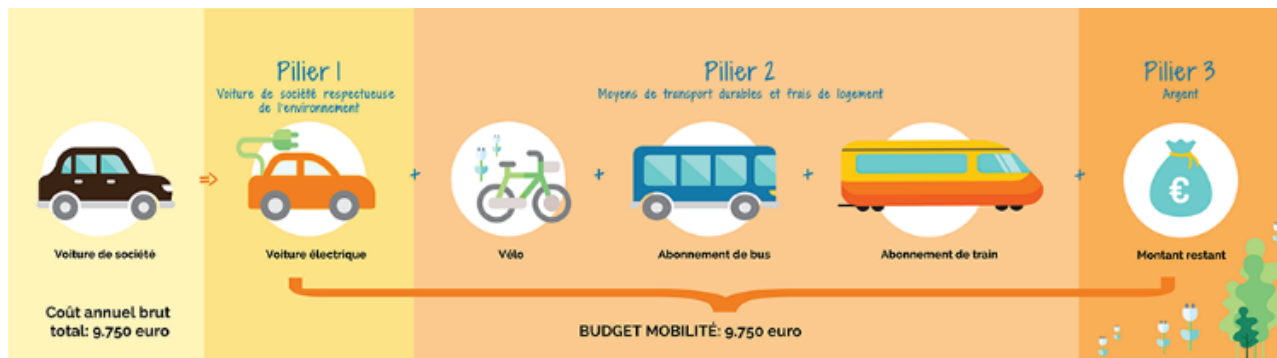 Pilier 1
Voiture de société respectueuse
de l'environnement
Pilier 2
Moyens de transport durables et frais de logement
Pilier 3
Argent
⇒
+
+
+
+
€
Voiture de société
Voiture électrique
Vélo
Abonnement de bus
Abonnement de train
Montant restant
Coût annuel brut
total: 9.750 euro
BUDGET MOBILITÉ: 9.750 euro